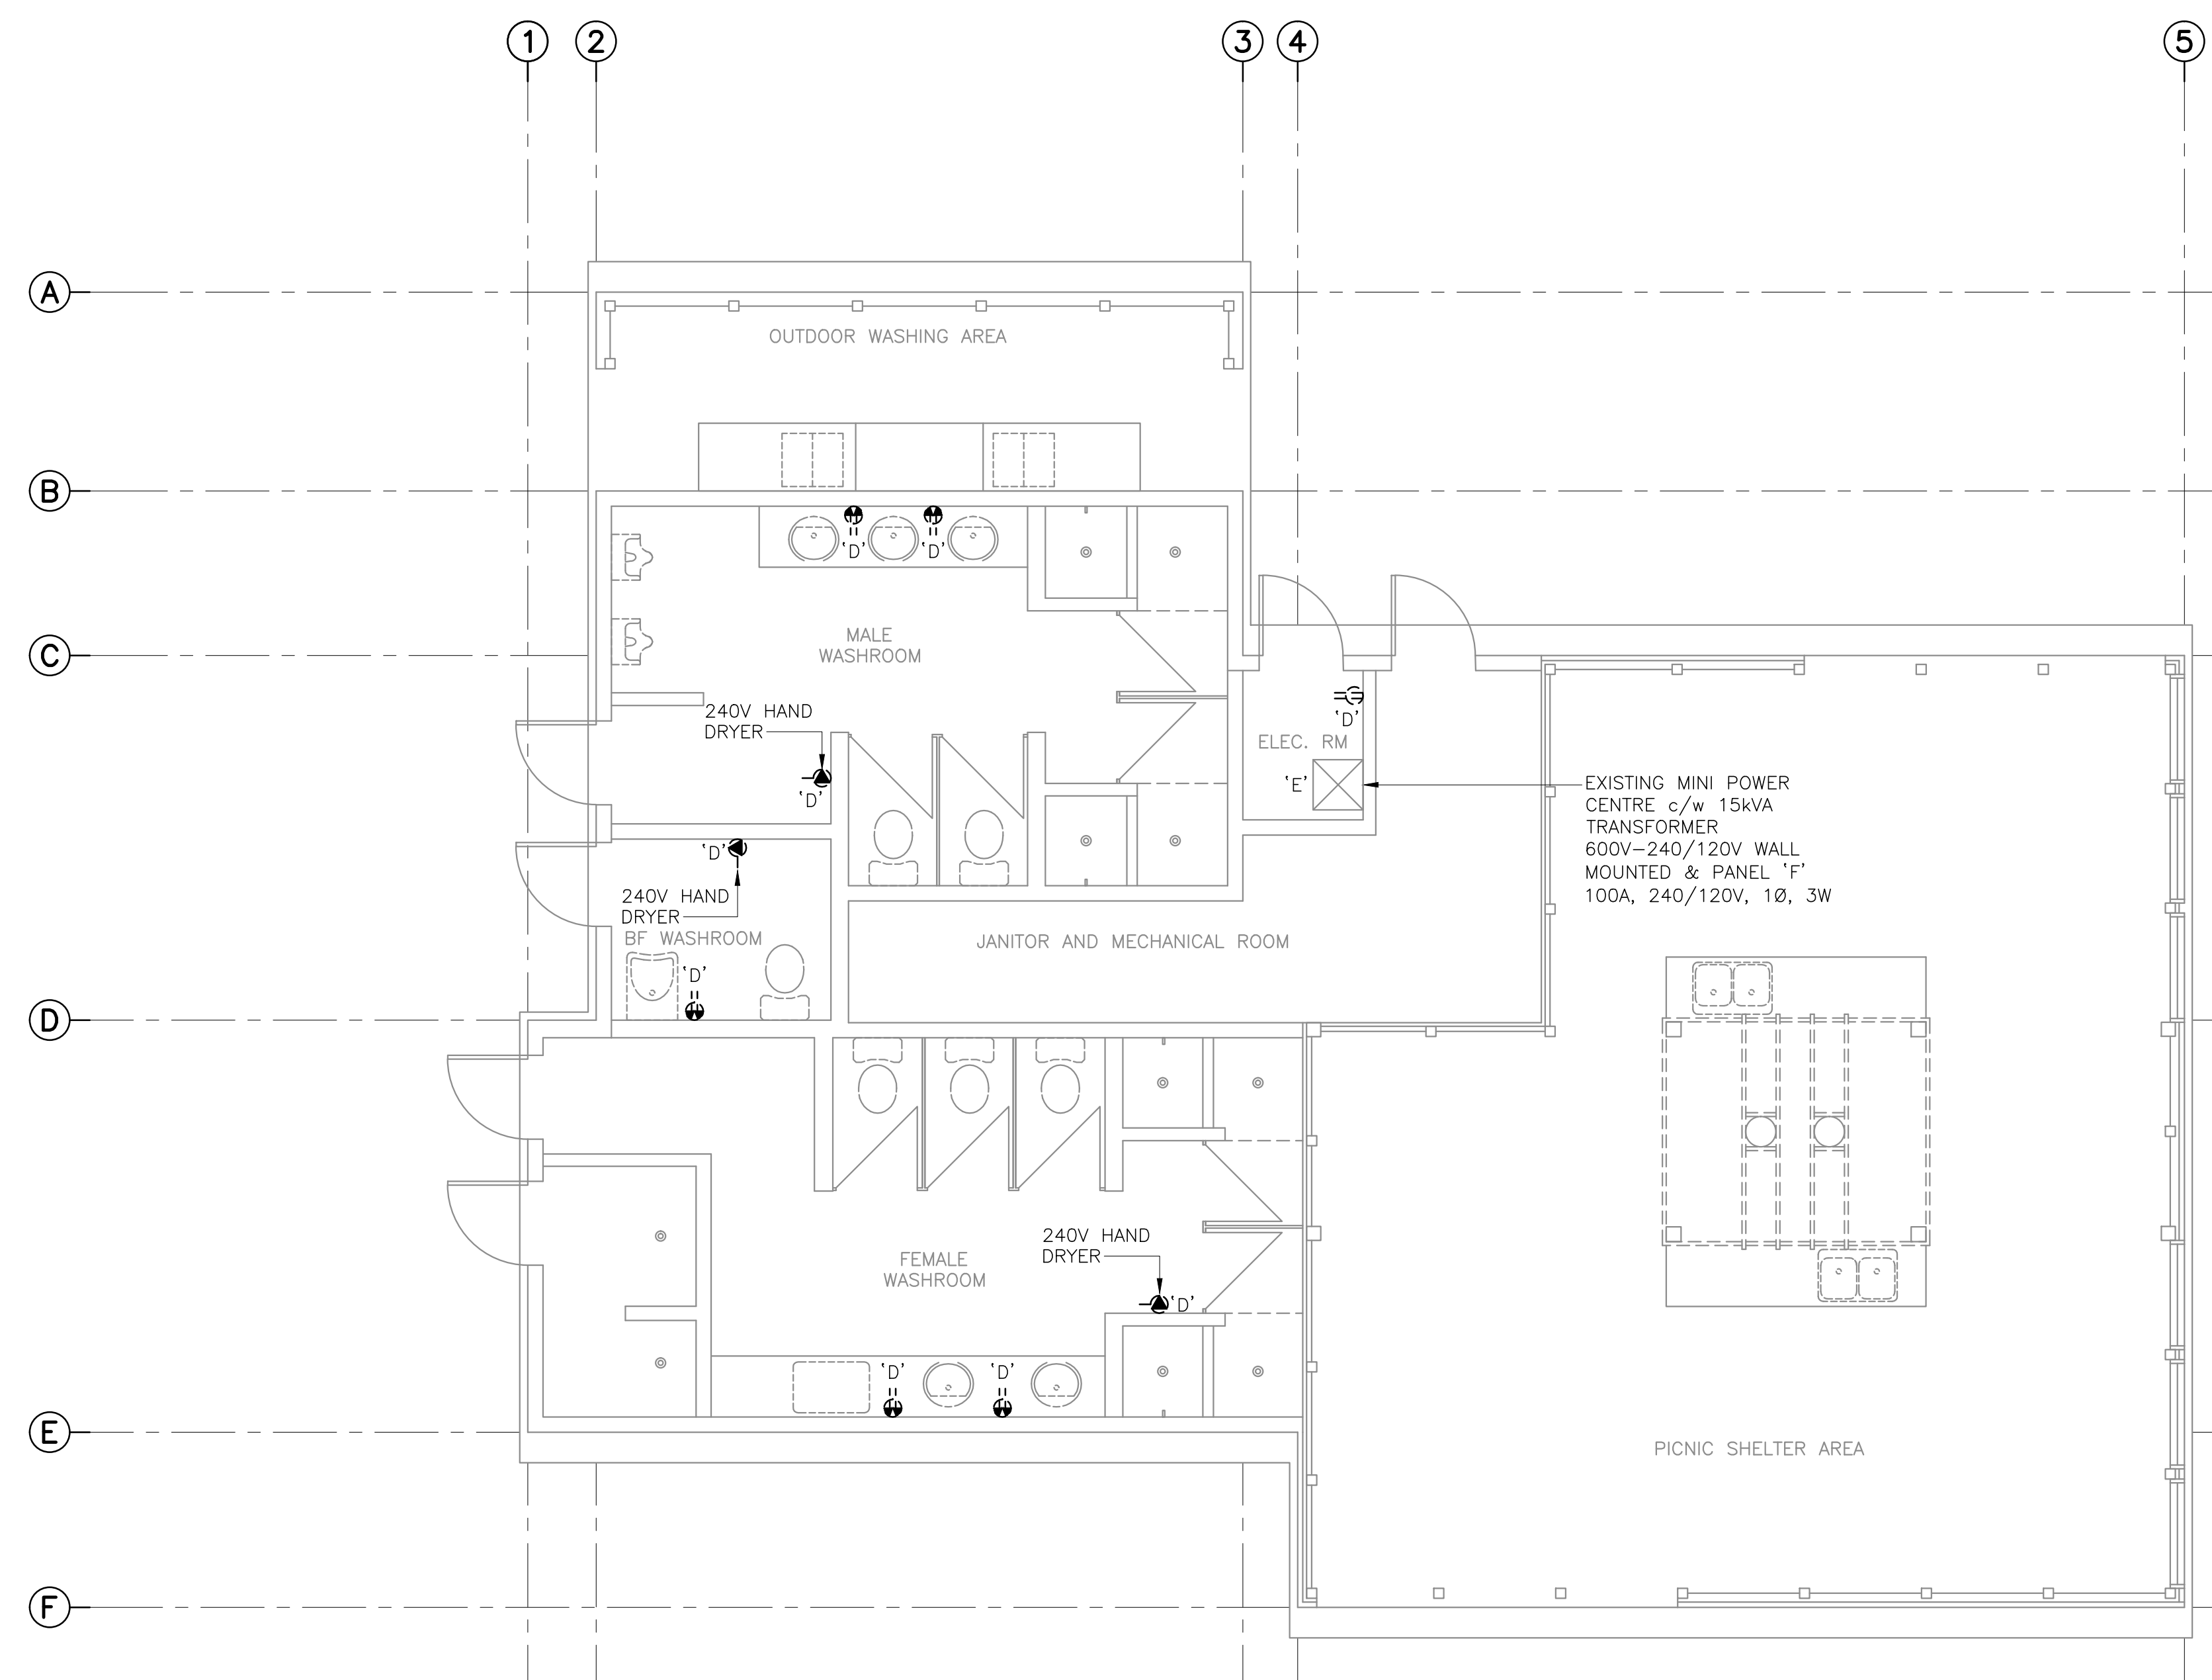 1
2
3
4
5
A
OUTDOOR WASHING AREA
B
‘D’
‘D’
C
MALE
WASHROOM
240V HAND
DRYER
‘D’
‘D’
ELEC. RM
‘E’
EXISTING MINI POWER
CENTRE c/w 15kVA
TRANSFORMER
600V-240/120V WALL
MOUNTED & PANEL ‘F’
100A, 240/120V, 1Ø, 3W
‘D’
240V HAND
DRYER
BF WASHROOM
JANITOR AND MECHANICAL ROOM
‘D’
D
240V HAND
DRYER
‘D’
FEMALE
WASHROOM
‘D’
‘D’
E
PICNIC SHELTER AREA
F